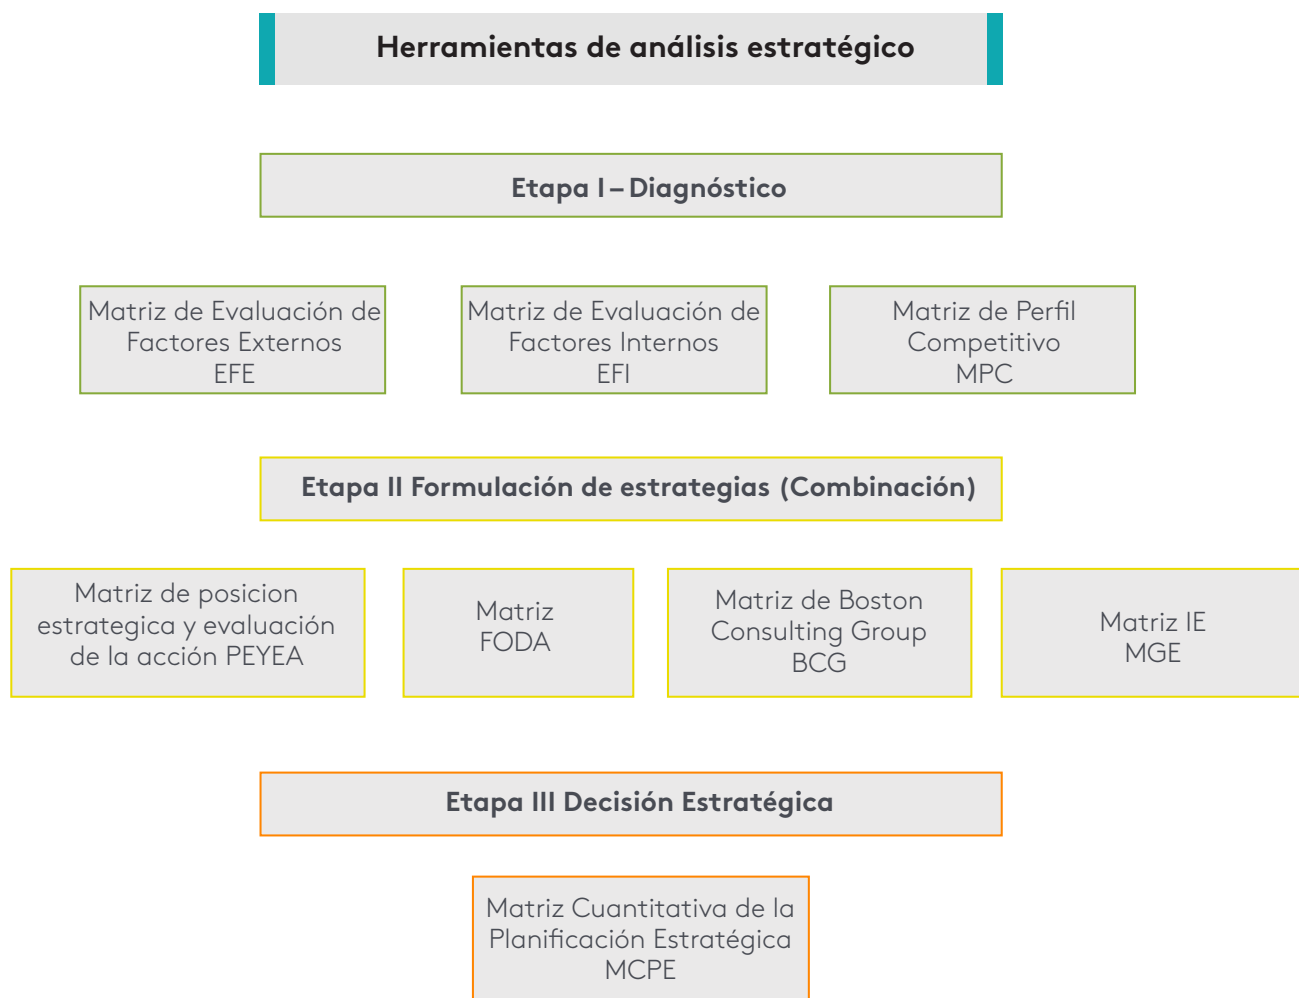 Herramientas de análisis estratégico
Etapa I – Diagnóstico
Matriz de Evaluación de
Factores Externos
EFE
Matriz de Evaluación de
Factores Internos
EFI
Matriz de Perfil
Competitivo
MPC
Etapa II Formulación de estrategias (Combinación)
Matriz de posicion
estrategica y evaluación
de la acción PEYEA
Matriz
FODA
Matriz de Boston
Consulting Group
BCG
Matriz IE
MGE
Etapa III Decisión Estratégica
Matriz Cuantitativa de la
Planificación Estratégica
MCPE